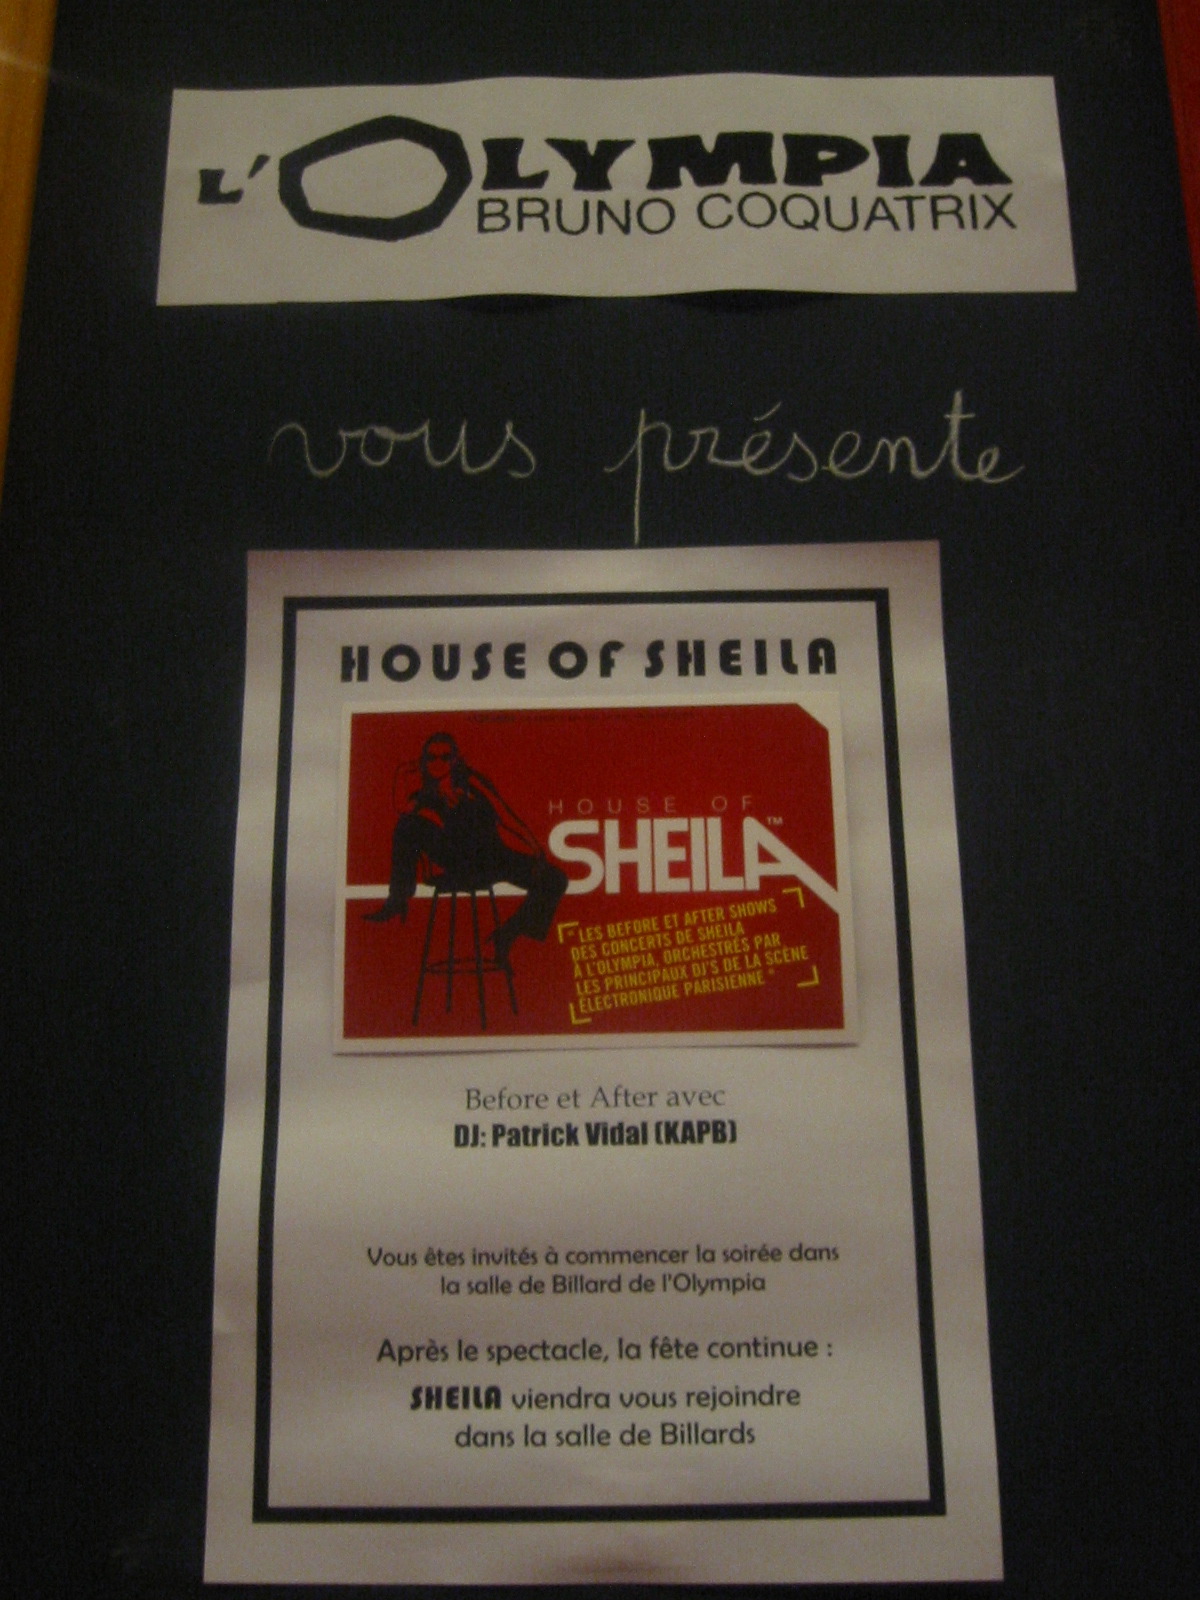 L'OLYMPIA
BRUNO COQUATRIX
vous présente
HOUSE OF SHEILA
HOUSE OF
SHEILA™
"LES BEFORE ET AFTER SHOWS
DES CONCERTS DE SHEILA
À L'OLYMPIA, ORCHESTRÉS PAR
LES PRINCIPAUX DJ'S DE LA SCÈNE
ÉLECTRONIQUE PARISIENNE"
Before et After avec
DJ: Patrick Vidal (KAPB)
Vous êtes invités à commencer la soirée dans
la salle de Billard de l'Olympia
Après le spectacle, la fête continue :
SHEILA viendra vous rejoindre
dans la salle de Billards